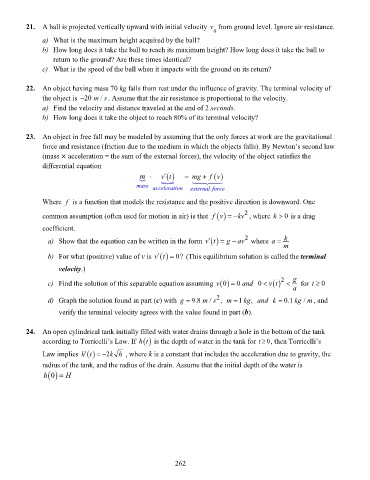 21. A ball is projected vertically upward with initial velocity v₀ from ground level. Ignore air resistance.
a) What is the maximum height acquired by the ball?
b) How long does it take the ball to reach its maximum height? How long does it take the ball to
return to the ground? Are these times identical?
c) What is the speed of the ball when it impacts with the ground on its return?
22. An object having mass 70 kg falls from rest under the influence of gravity. The terminal velocity of
the object is −20 m / s . Assume that the air resistance is proportional to the velocity.
a) Find the velocity and distance traveled at the end of 2 seconds.
b) How long does it take the object to reach 80% of its terminal velocity?
23. An object in free fall may be modeled by assuming that the only forces at work are the gravitational
force and resistance (friction due to the medium in which the objects falls). By Newton's second law
(mass × acceleration = the sum of the external forces), the velocity of the object satisfies the
differential equation
m · v′(t) = mg + f(v)
mass acceleration external force
Where f is a function that models the resistance and the positive direction is downward. One
common assumption (often used for motion in air) is that f(v) = −kv², where k > 0 is a drag
coefficient.
a) Show that the equation can be written in the form v′(t) = g − av² where a = k/m
b) For what (positive) value of v is v′(t) = 0? (This equilibrium solution is called the terminal
velocity.)
c) Find the solution of this separable equation assuming v(0) = 0 and 0 < v(t)² < g/a for t ≥ 0
d) Graph the solution found in part (c) with g = 9.8 m / s², m = 1 kg, and k = 0.1 kg / m , and
verify the terminal velocity agrees with the value found in part (b).
24. An open cylindrical tank initially filled with water drains through a hole in the bottom of the tank
according to Torricelli's Law. If h(t) is the depth of water in the tank for t ≥ 0, then Torricelli's
Law implies h′(t) = −2k√h , where k is a constant that includes the acceleration due to gravity, the
radius of the tank, and the radius of the drain. Assume that the initial depth of the water is
h(0) = H
262